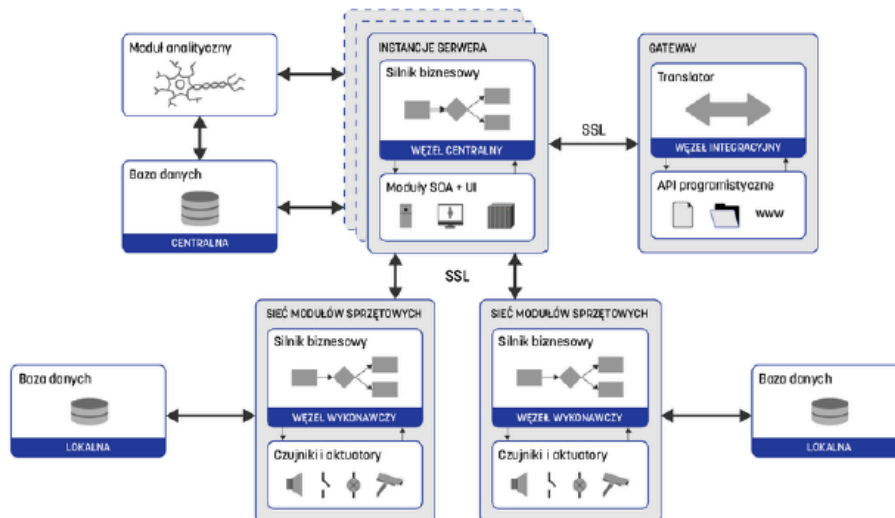 Moduł analityczny
Baza danych
CENTRALNA
INSTANCJE SERWERA
Silnik biznesowy
WĘZEŁ CENTRALNY
Moduły SOA + UI
SSL
GATEWAY
Translator
WĘZEŁ INTEGRACYJNY
API programistyczne
www
SSL
SIEĆ MODUŁÓW SPRZĘTOWYCH
Silnik biznesowy
WĘZEŁ WYKONAWCZY
Czujniki i aktuatory
SIEĆ MODUŁÓW SPRZĘTOWYCH
Silnik biznesowy
WĘZEŁ WYKONAWCZY
Czujniki i aktuatory
Baza danych
LOKALNA
Baza danych
LOKALNA